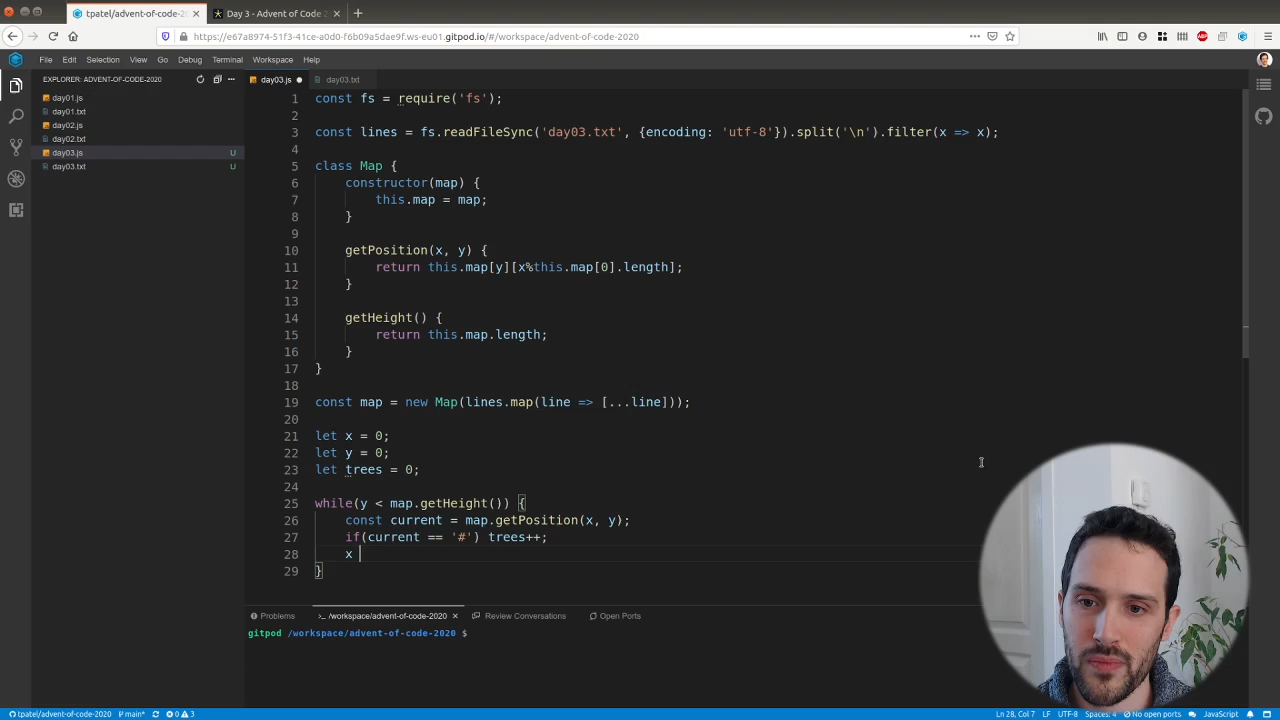 tpatel/advent-of-code-20
Day 3 - Advent of Code 2
https://e67a8974-51f3-41ce-a0d0-f6b09a5dae9f.ws-eu01.gitpod.io/#/workspace/advent-of-code-2020
File Edit Selection View Go Debug Terminal Workspace Help
EXPLORER: ADVENT-OF-CODE-2020
day01.js
day01.txt
day02.js
day02.txt
day03.js U
day03.txt U
day03.js
day03.txt
1 const fs = require('fs');
2
3 const lines = fs.readFileSync('day03.txt', {encoding: 'utf-8'}).split('\n').filter(x => x);
4
5 class Map {
6 constructor(map) {
7 this.map = map;
8 }
9
10 getPosition(x, y) {
11 return this.map[y][x%this.map[0].length];
12 }
13
14 getHeight() {
15 return this.map.length;
16 }
17 }
18
19 const map = new Map(lines.map(line => [...line]));
20
21 let x = 0;
22 let y = 0;
23 let trees = 0;
24
25 while(y < map.getHeight()) {
26 const current = map.getPosition(x, y);
27 if(current == '#') trees++;
28 x
29 }
Problems
>_ /workspace/advent-of-code-2020
Review Conversations
Open Ports
gitpod /workspace/advent-of-code-2020 $
tpatel/advent-of-code-2020 main* 0 3
Ln 28, Col 7 LF UTF-8 Spaces: 4 No open ports JavaScript